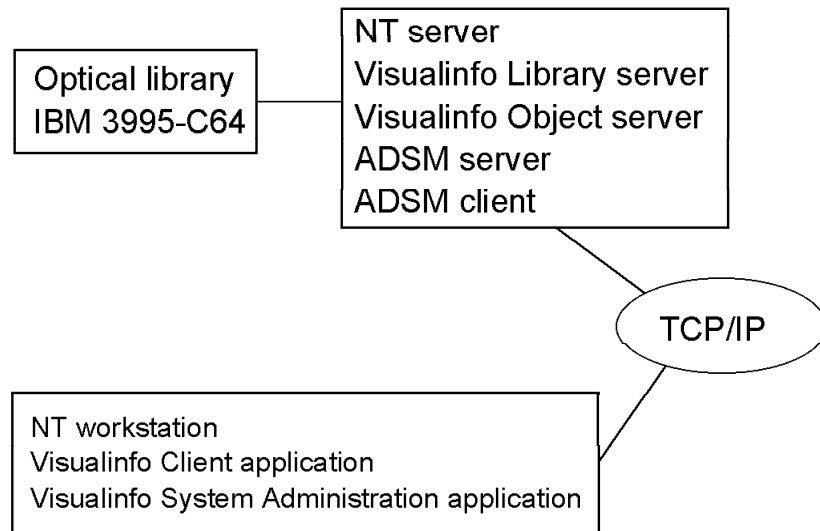 Optical library
IBM 3995-C64
NT server
Visualinfo Library server
Visualinfo Object server
ADSM server
ADSM client
TCP/IP
NT workstation
Visualinfo Client application
Visualinfo System Administration application